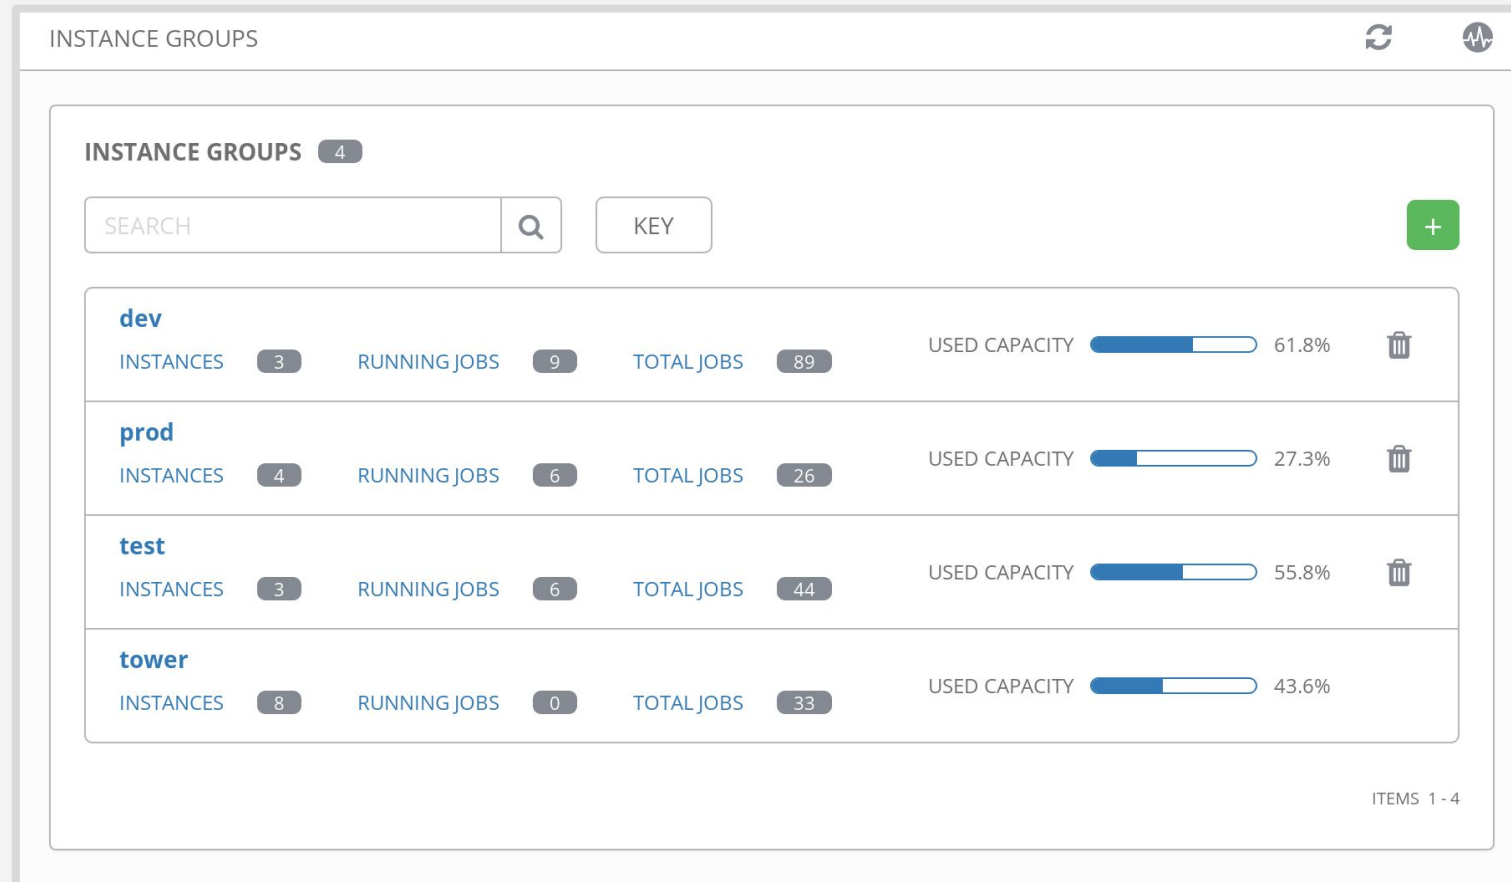 INSTANCE GROUPS
INSTANCE GROUPS 4
SEARCH KEY +
dev
INSTANCES 3 RUNNING JOBS 9 TOTAL JOBS 89 USED CAPACITY 61.8%
prod
INSTANCES 4 RUNNING JOBS 6 TOTAL JOBS 26 USED CAPACITY 27.3%
test
INSTANCES 3 RUNNING JOBS 6 TOTAL JOBS 44 USED CAPACITY 55.8%
tower
INSTANCES 8 RUNNING JOBS 0 TOTAL JOBS 33 USED CAPACITY 43.6%
ITEMS 1 - 4